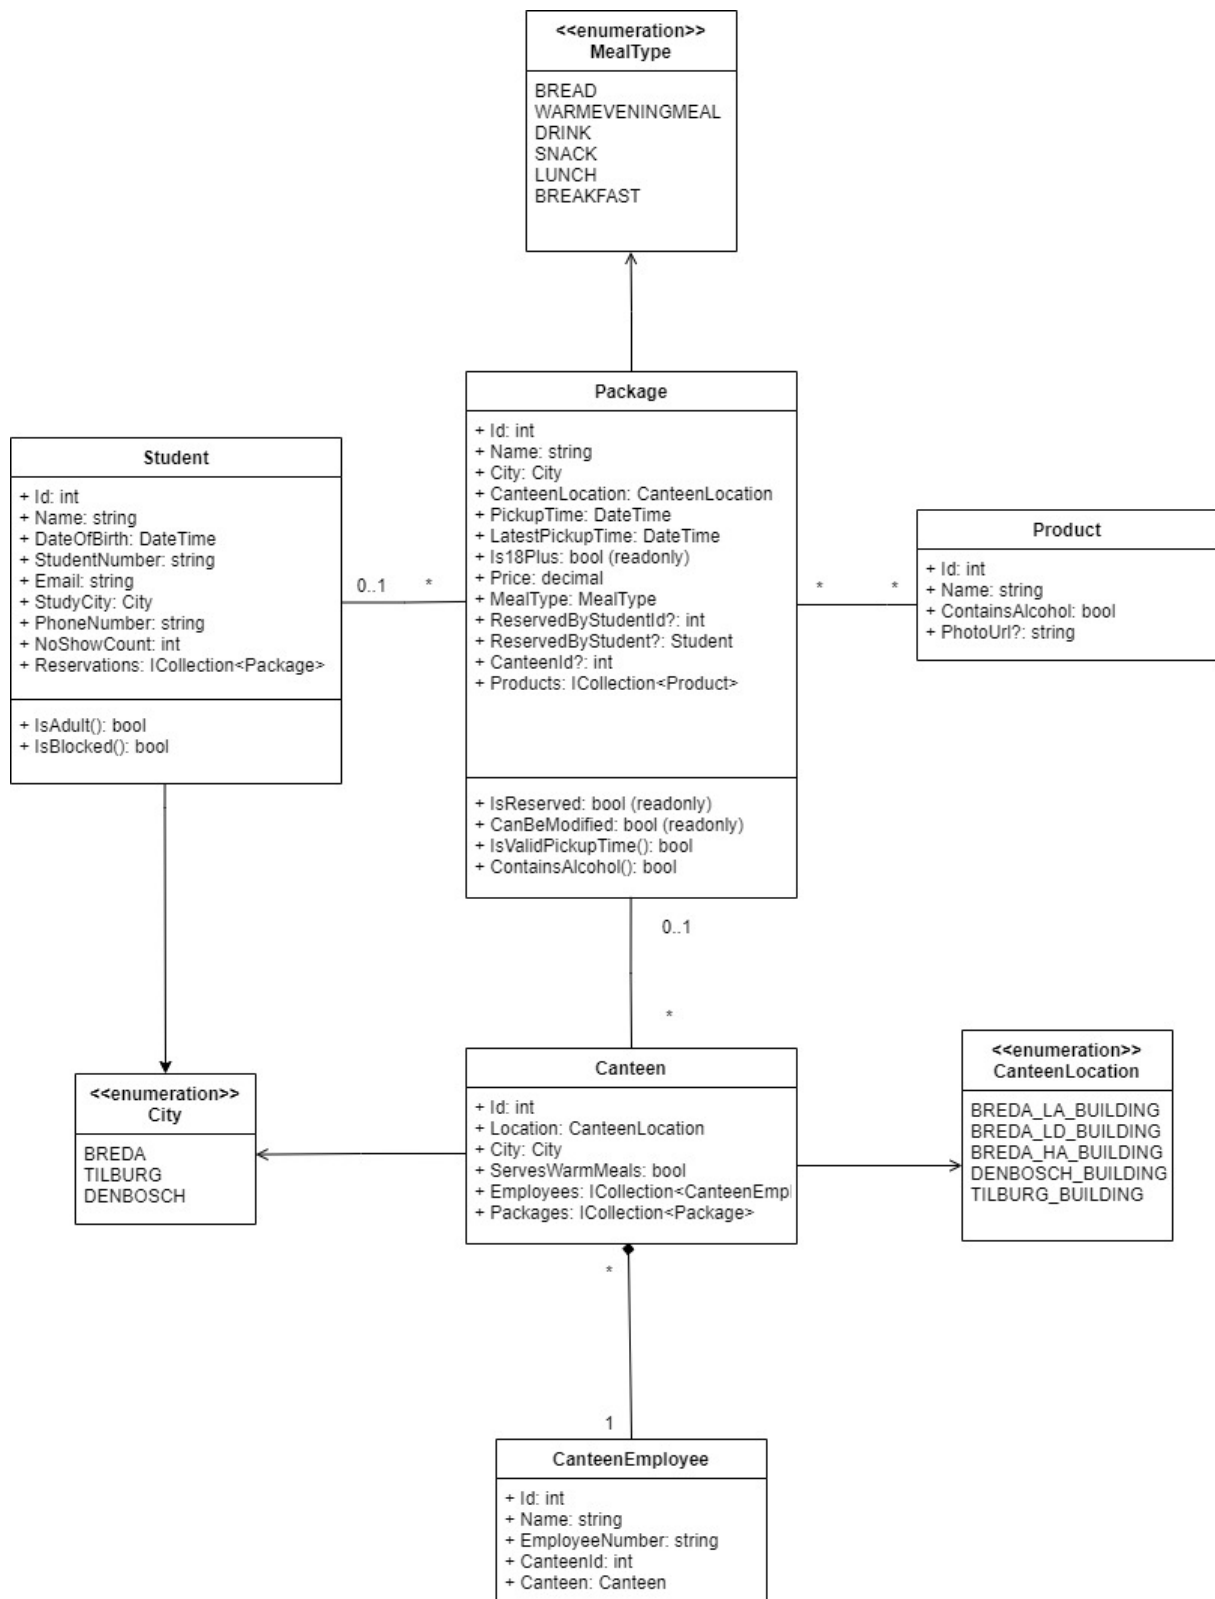 <<enumeration>>
MealType
BREAD
WARMEVENINGMEAL
DRINK
SNACK
LUNCH
BREAKFAST
Package
+ Id: int
+ Name: string
+ City: City
+ CanteenLocation: CanteenLocation
+ PickupTime: DateTime
+ LatestPickupTime: DateTime
+ Is18Plus: bool (readonly)
+ Price: decimal
+ MealType: MealType
+ ReservedByStudentId?: int
+ ReservedByStudent?: Student
+ CanteenId?: int
+ Products: ICollection<Product>
+ IsReserved: bool (readonly)
+ CanBeModified: bool (readonly)
+ IsValidPickupTime(): bool
+ ContainsAlcohol(): bool
Student
+ Id: int
+ Name: string
+ DateOfBirth: DateTime
+ StudentNumber: string
+ Email: string
+ StudyCity: City
+ PhoneNumber: string
+ NoShowCount: int
+ Reservations: ICollection<Package>
+ IsAdult(): bool
+ IsBlocked(): bool
0..1 *
* *
Product
+ Id: int
+ Name: string
+ ContainsAlcohol: bool
+ PhotoUrl?: string
0..1
*
<<enumeration>>
City
BREDA
TILBURG
DENBOSCH
Canteen
+ Id: int
+ Location: CanteenLocation
+ City: City
+ ServesWarmMeals: bool
+ Employees: ICollection<CanteenEmpl
+ Packages: ICollection<Package>
<<enumeration>>
CanteenLocation
BREDA_LA_BUILDING
BREDA_LD_BUILDING
BREDA_HA_BUILDING
DENBOSCH_BUILDING
TILBURG_BUILDING
*
1
CanteenEmployee
+ Id: int
+ Name: string
+ EmployeeNumber: string
+ CanteenId: int
+ Canteen: Canteen